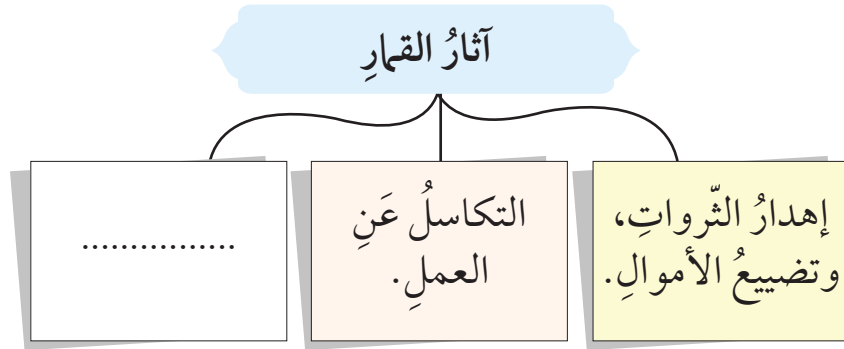 آثارُ القمارِ
إهدارُ الثّرواتِ،
وتضييعُ الأموالِ.
التكاسلُ عَنِ
العملِ.
................